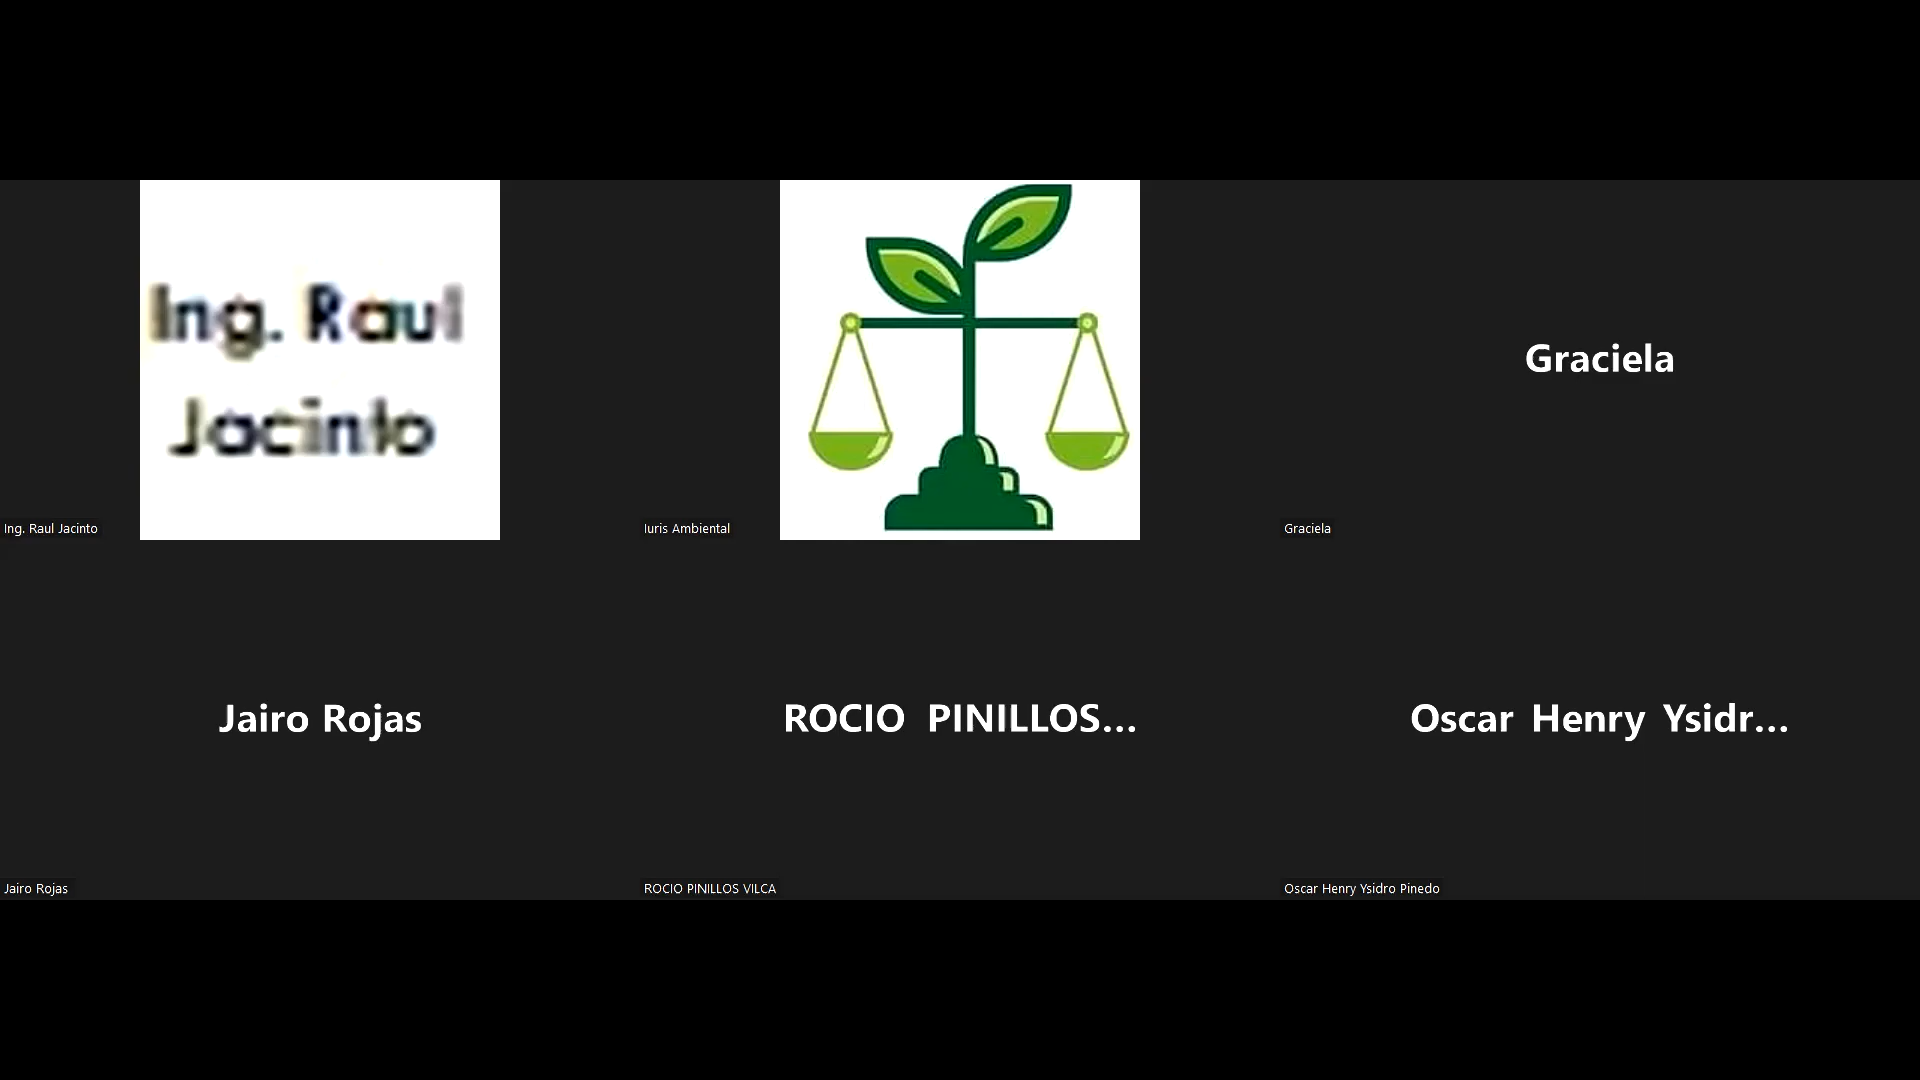 Ing. Raul
Jacinto
Graciela
Ing. Raul Jacinto
Iuris Ambiental
Graciela
Jairo Rojas
ROCIO PINILLOS...
Oscar Henry Ysidr...
Jairo Rojas
ROCIO PINILLOS VILCA
Oscar Henry Ysidro Pinedo